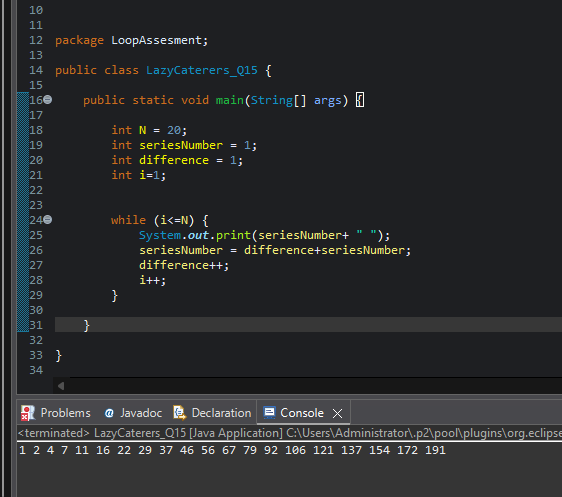 10
11
12 package LoopAssesment;
13
14 public class LazyCaterers_Q15 {
15
16 public static void main(String[] args) {
17
18 int N = 20;
19 int seriesNumber = 1;
20 int difference = 1;
21 int i=1;
22
23
24 while (i<=N) {
25 System.out.print(seriesNumber+ " ");
26 seriesNumber = difference+seriesNumber;
27 difference++;
28 i++;
29 }
30
31 }
32
33 }
34
Problems @ Javadoc Declaration Console
<terminated> LazyCaterers_Q15 [Java Application] C:\Users\Administrator\.p2\pool\plugins\org.eclipse
1 2 4 7 11 16 22 29 37 46 56 67 79 92 106 121 137 154 172 191